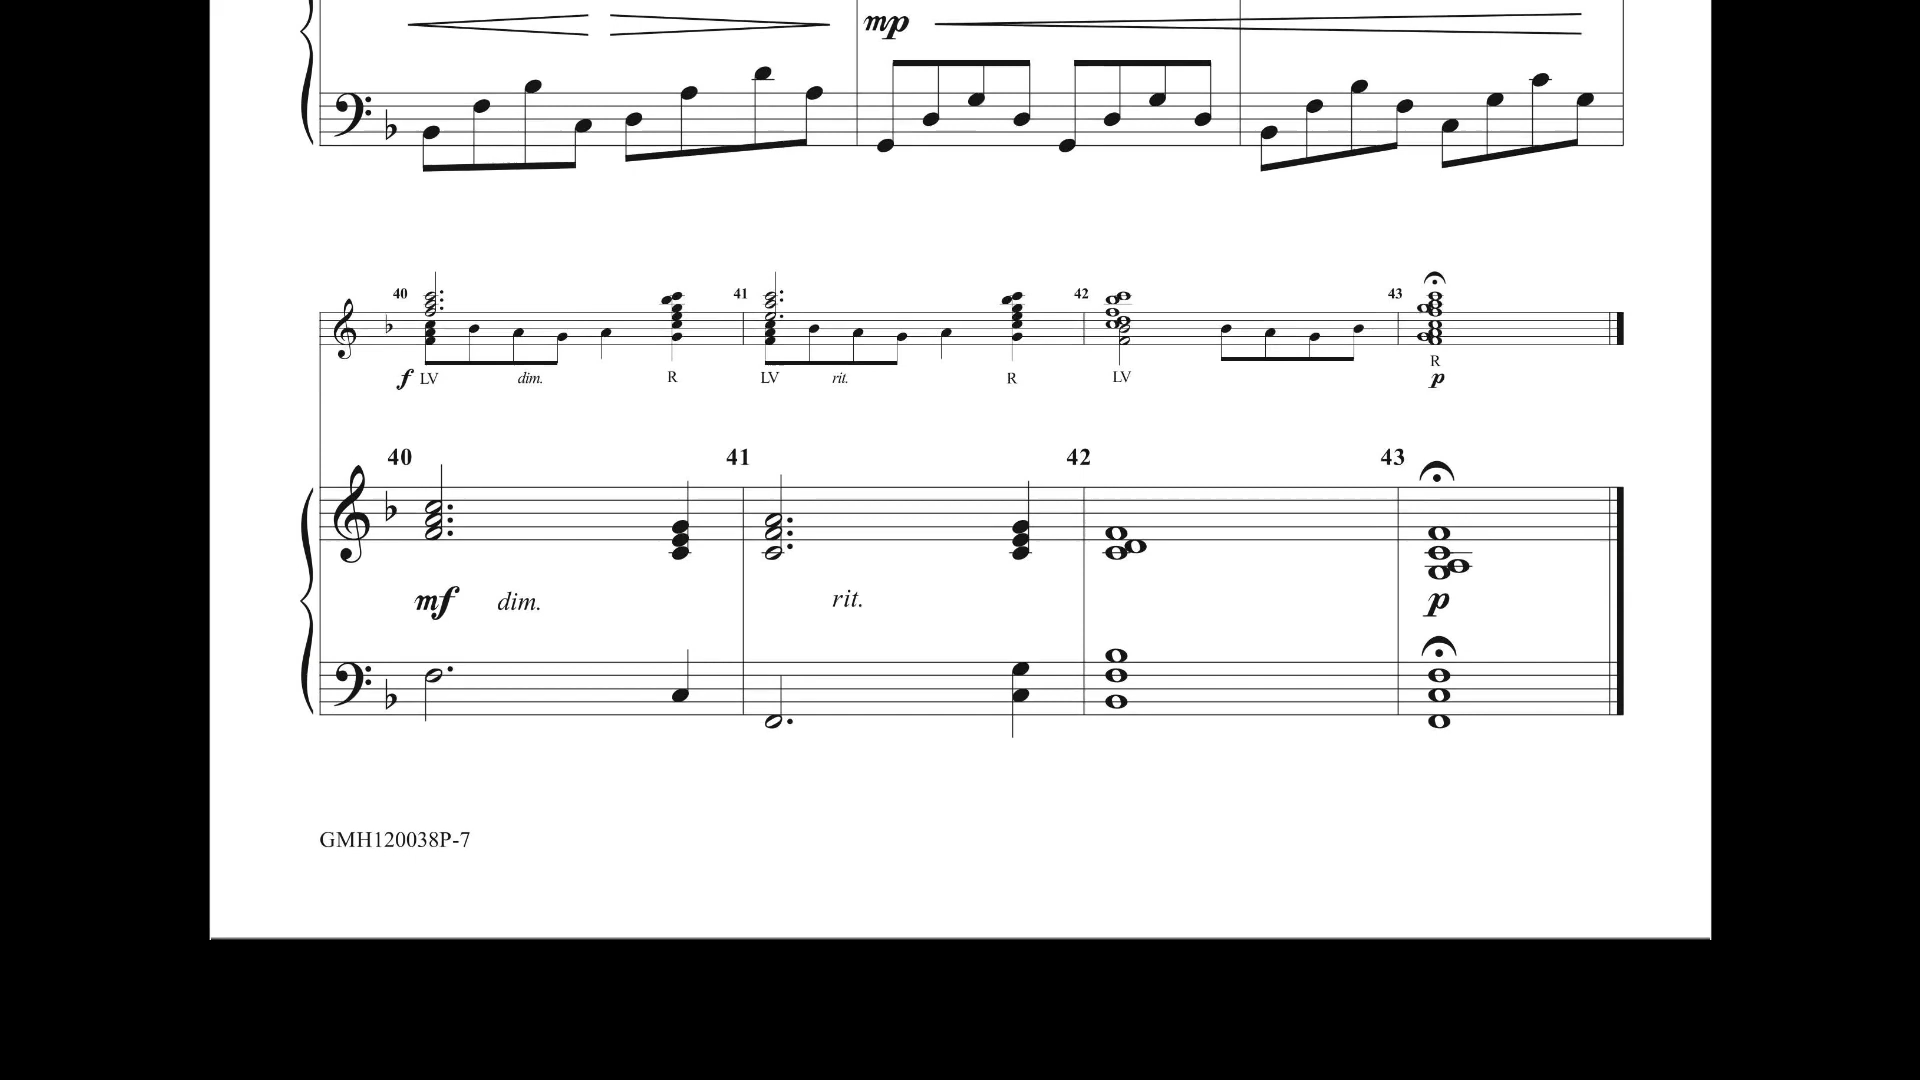 mp
40 41 42 43
f LV dim. R LV rit. R LV R
p
40 41 42 43
mf dim. rit. p
GMH120038P-7